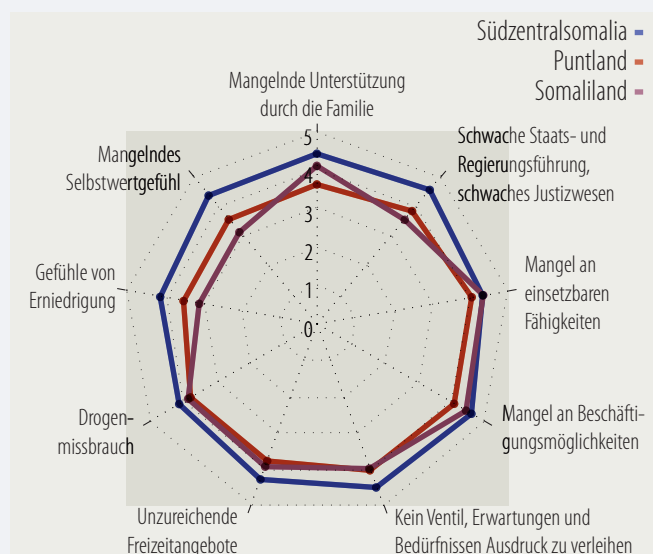 Südzentralsomalia
Puntland
Somaliland
Mangelnde Unterstützung
durch die Familie
Schwache Staats- und
Regierungsführung,
schwaches Justizwesen
Mangel an
einsetzbaren
Fähigkeiten
Mangel an Beschäfti-
gungsmöglichkeiten
Kein Ventil, Erwartungen und
Bedürfnissen Ausdruck zu verleihen
Unzureichende
Freizeitangebote
Drogen-
missbrauch
Gefühle von
Erniedrigung
Mangelndes
Selbstwertgefühl
5
4
3
2
1
0